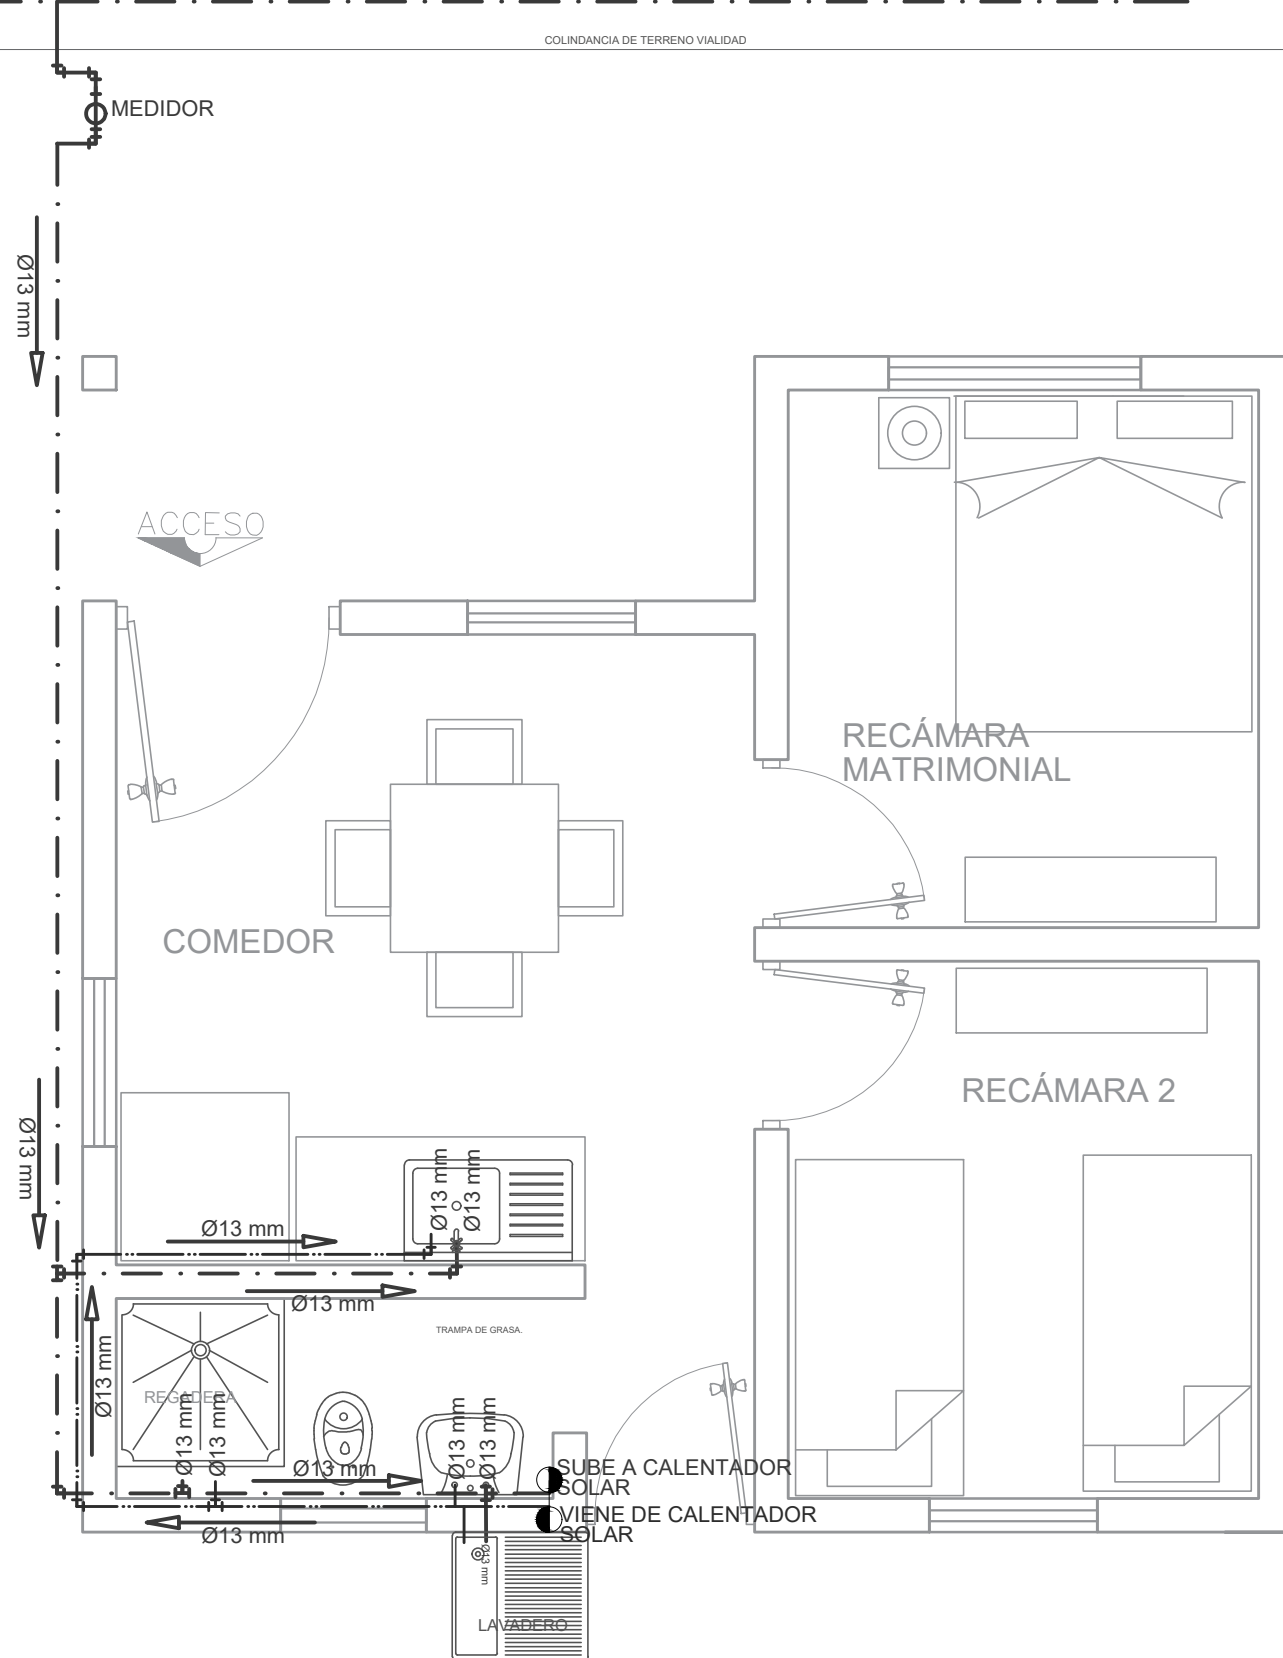 COLINDANCIA DE TERRENO VIALIDAD
MEDIDOR
Ø13 mm
ACCESO
RECÁMARA
MATRIMONIAL
COMEDOR
RECÁMARA 2
Ø13 mm
Ø13 mm
Ø13 mm
Ø13 mm
Ø13 mm
TRAMPA DE GRASA.
Ø13 mm
REGADERA
Ø13 mm
Ø13 mm
Ø13 mm
Ø13 mm
Ø13 mm
SUBE A CALENTADOR
SOLAR
VIENE DE CALENTADOR
SOLAR
Ø13 mm
Ø13 mm
LAVADERO